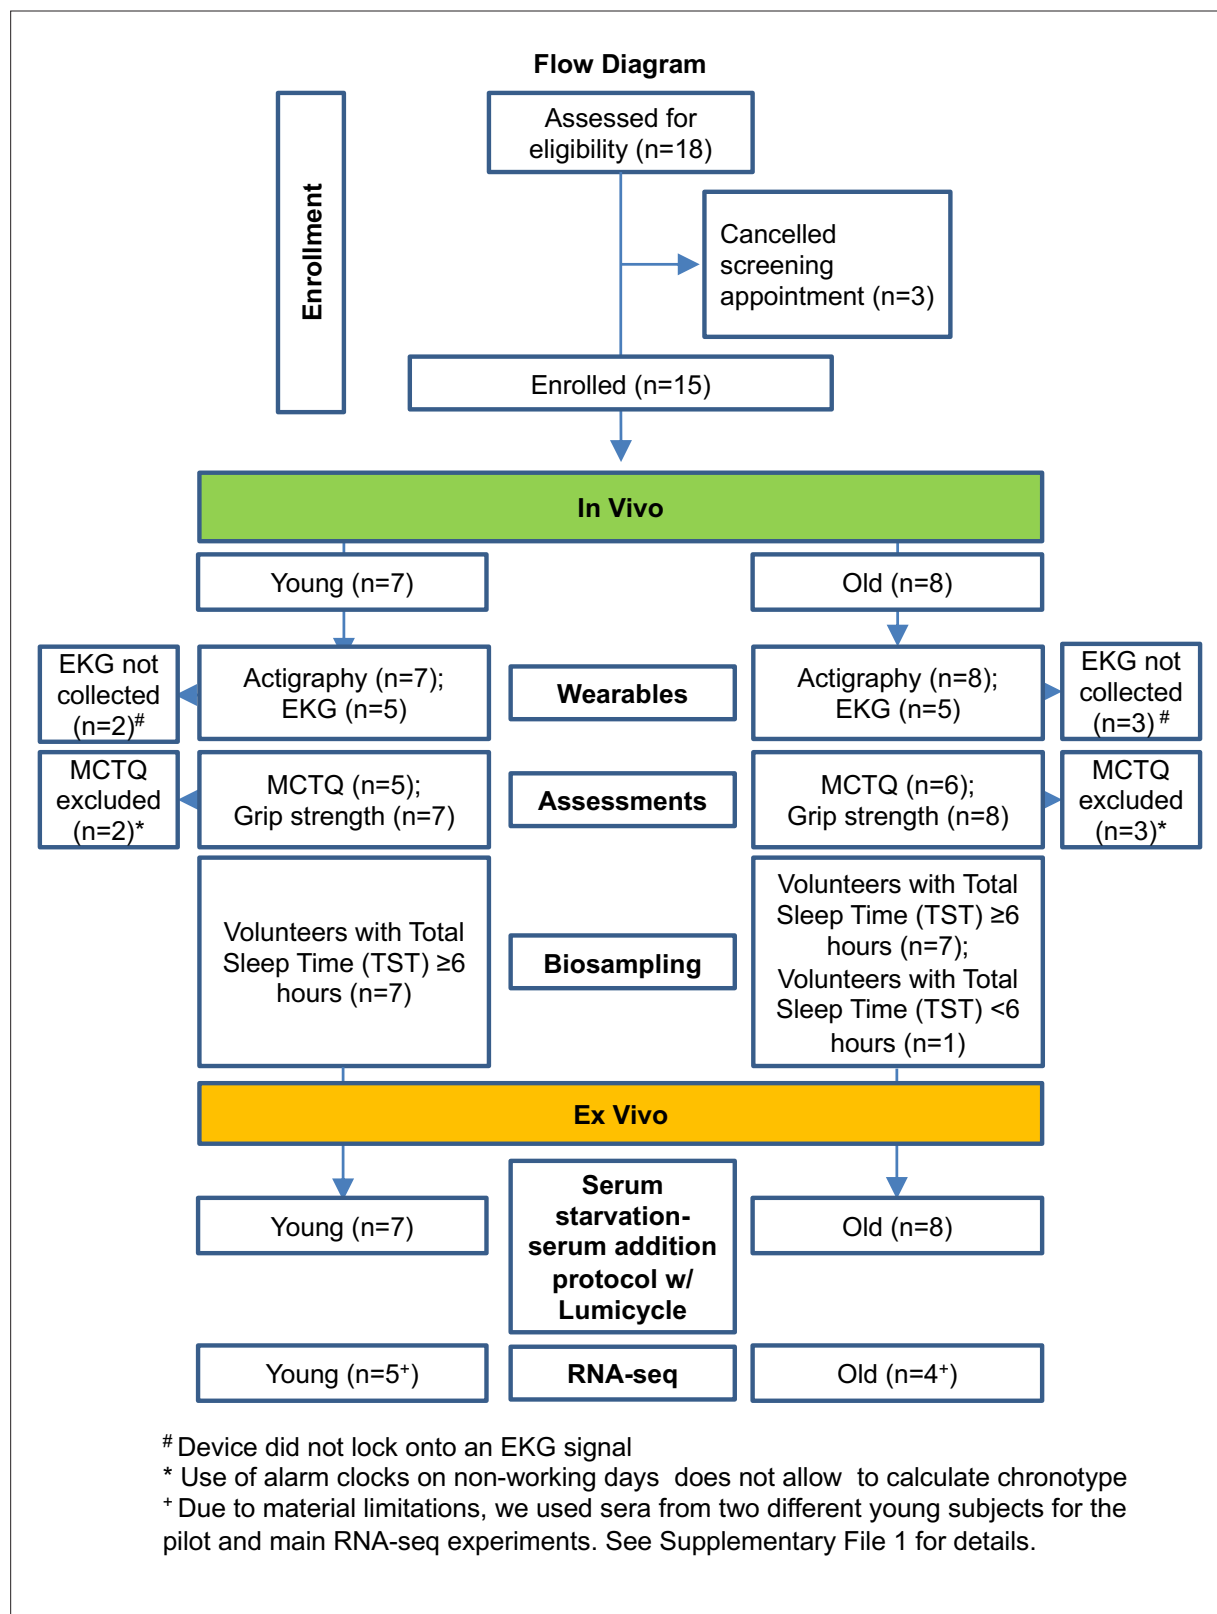 Flow Diagram
Enrollment
Assessed for
eligibility (n=18)
Cancelled
screening
appointment (n=3)
Enrolled (n=15)
In Vivo
Young (n=7)
Old (n=8)
EKG not
collected
(n=2)#
Actigraphy (n=7);
EKG (n=5)
Wearables
Actigraphy (n=8);
EKG (n=5)
EKG not
collected
(n=3) #
MCTQ
excluded
(n=2)*
MCTQ (n=5);
Grip strength (n=7)
Assessments
MCTQ (n=6);
Grip strength (n=8)
MCTQ
excluded
(n=3)*
Volunteers with Total
Sleep Time (TST) ≥6
hours (n=7)
Biosampling
Volunteers with Total
Sleep Time (TST) ≥6
hours (n=7);
Volunteers with Total
Sleep Time (TST) <6
hours (n=1)
Ex Vivo
Young (n=7)
Serum
starvation-
serum addition
protocol w/
Lumicycle
Old (n=8)
Young (n=5+)
RNA-seq
Old (n=4+)
# Device did not lock onto an EKG signal
* Use of alarm clocks on non-working days does not allow to calculate chronotype
+ Due to material limitations, we used sera from two different young subjects for the
pilot and main RNA-seq experiments. See Supplementary File 1 for details.